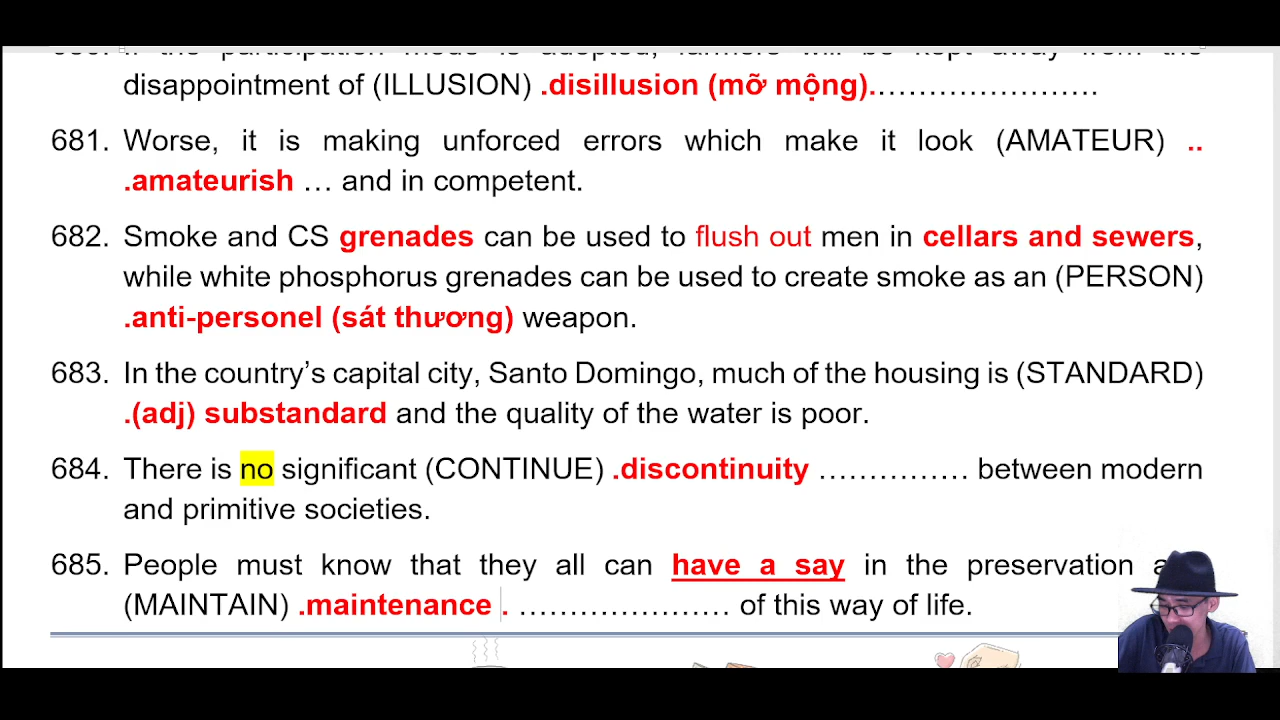 disappointment of (ILLUSION) .disillusion (mỡ mộng).……………………
681. Worse, it is making unforced errors which make it look (AMATEUR) ..
.amateurish … and in competent.
682. Smoke and CS grenades can be used to flush out men in cellars and sewers,
while white phosphorus grenades can be used to create smoke as an (PERSON)
.anti-personel (sát thương) weapon.
683. In the country’s capital city, Santo Domingo, much of the housing is (STANDARD)
.(adj) substandard and the quality of the water is poor.
684. There is no significant (CONTINUE) .discontinuity …………… between modern
and primitive societies.
685. People must know that they all can have a say in the preservation
(MAINTAIN) .maintenance . ………………… of this way of life.